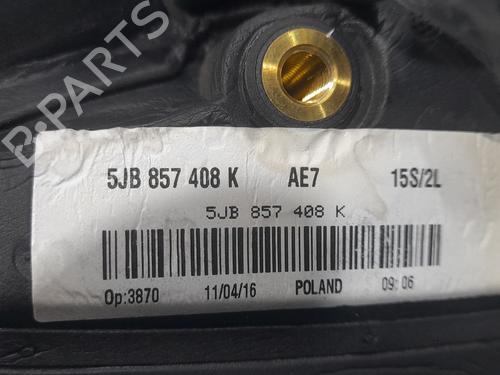 B-PARTS
5JB 857 408 K AE7 15S/2L
5JB 857 408 K
Op:3870 11/04/16 POLAND 09:06